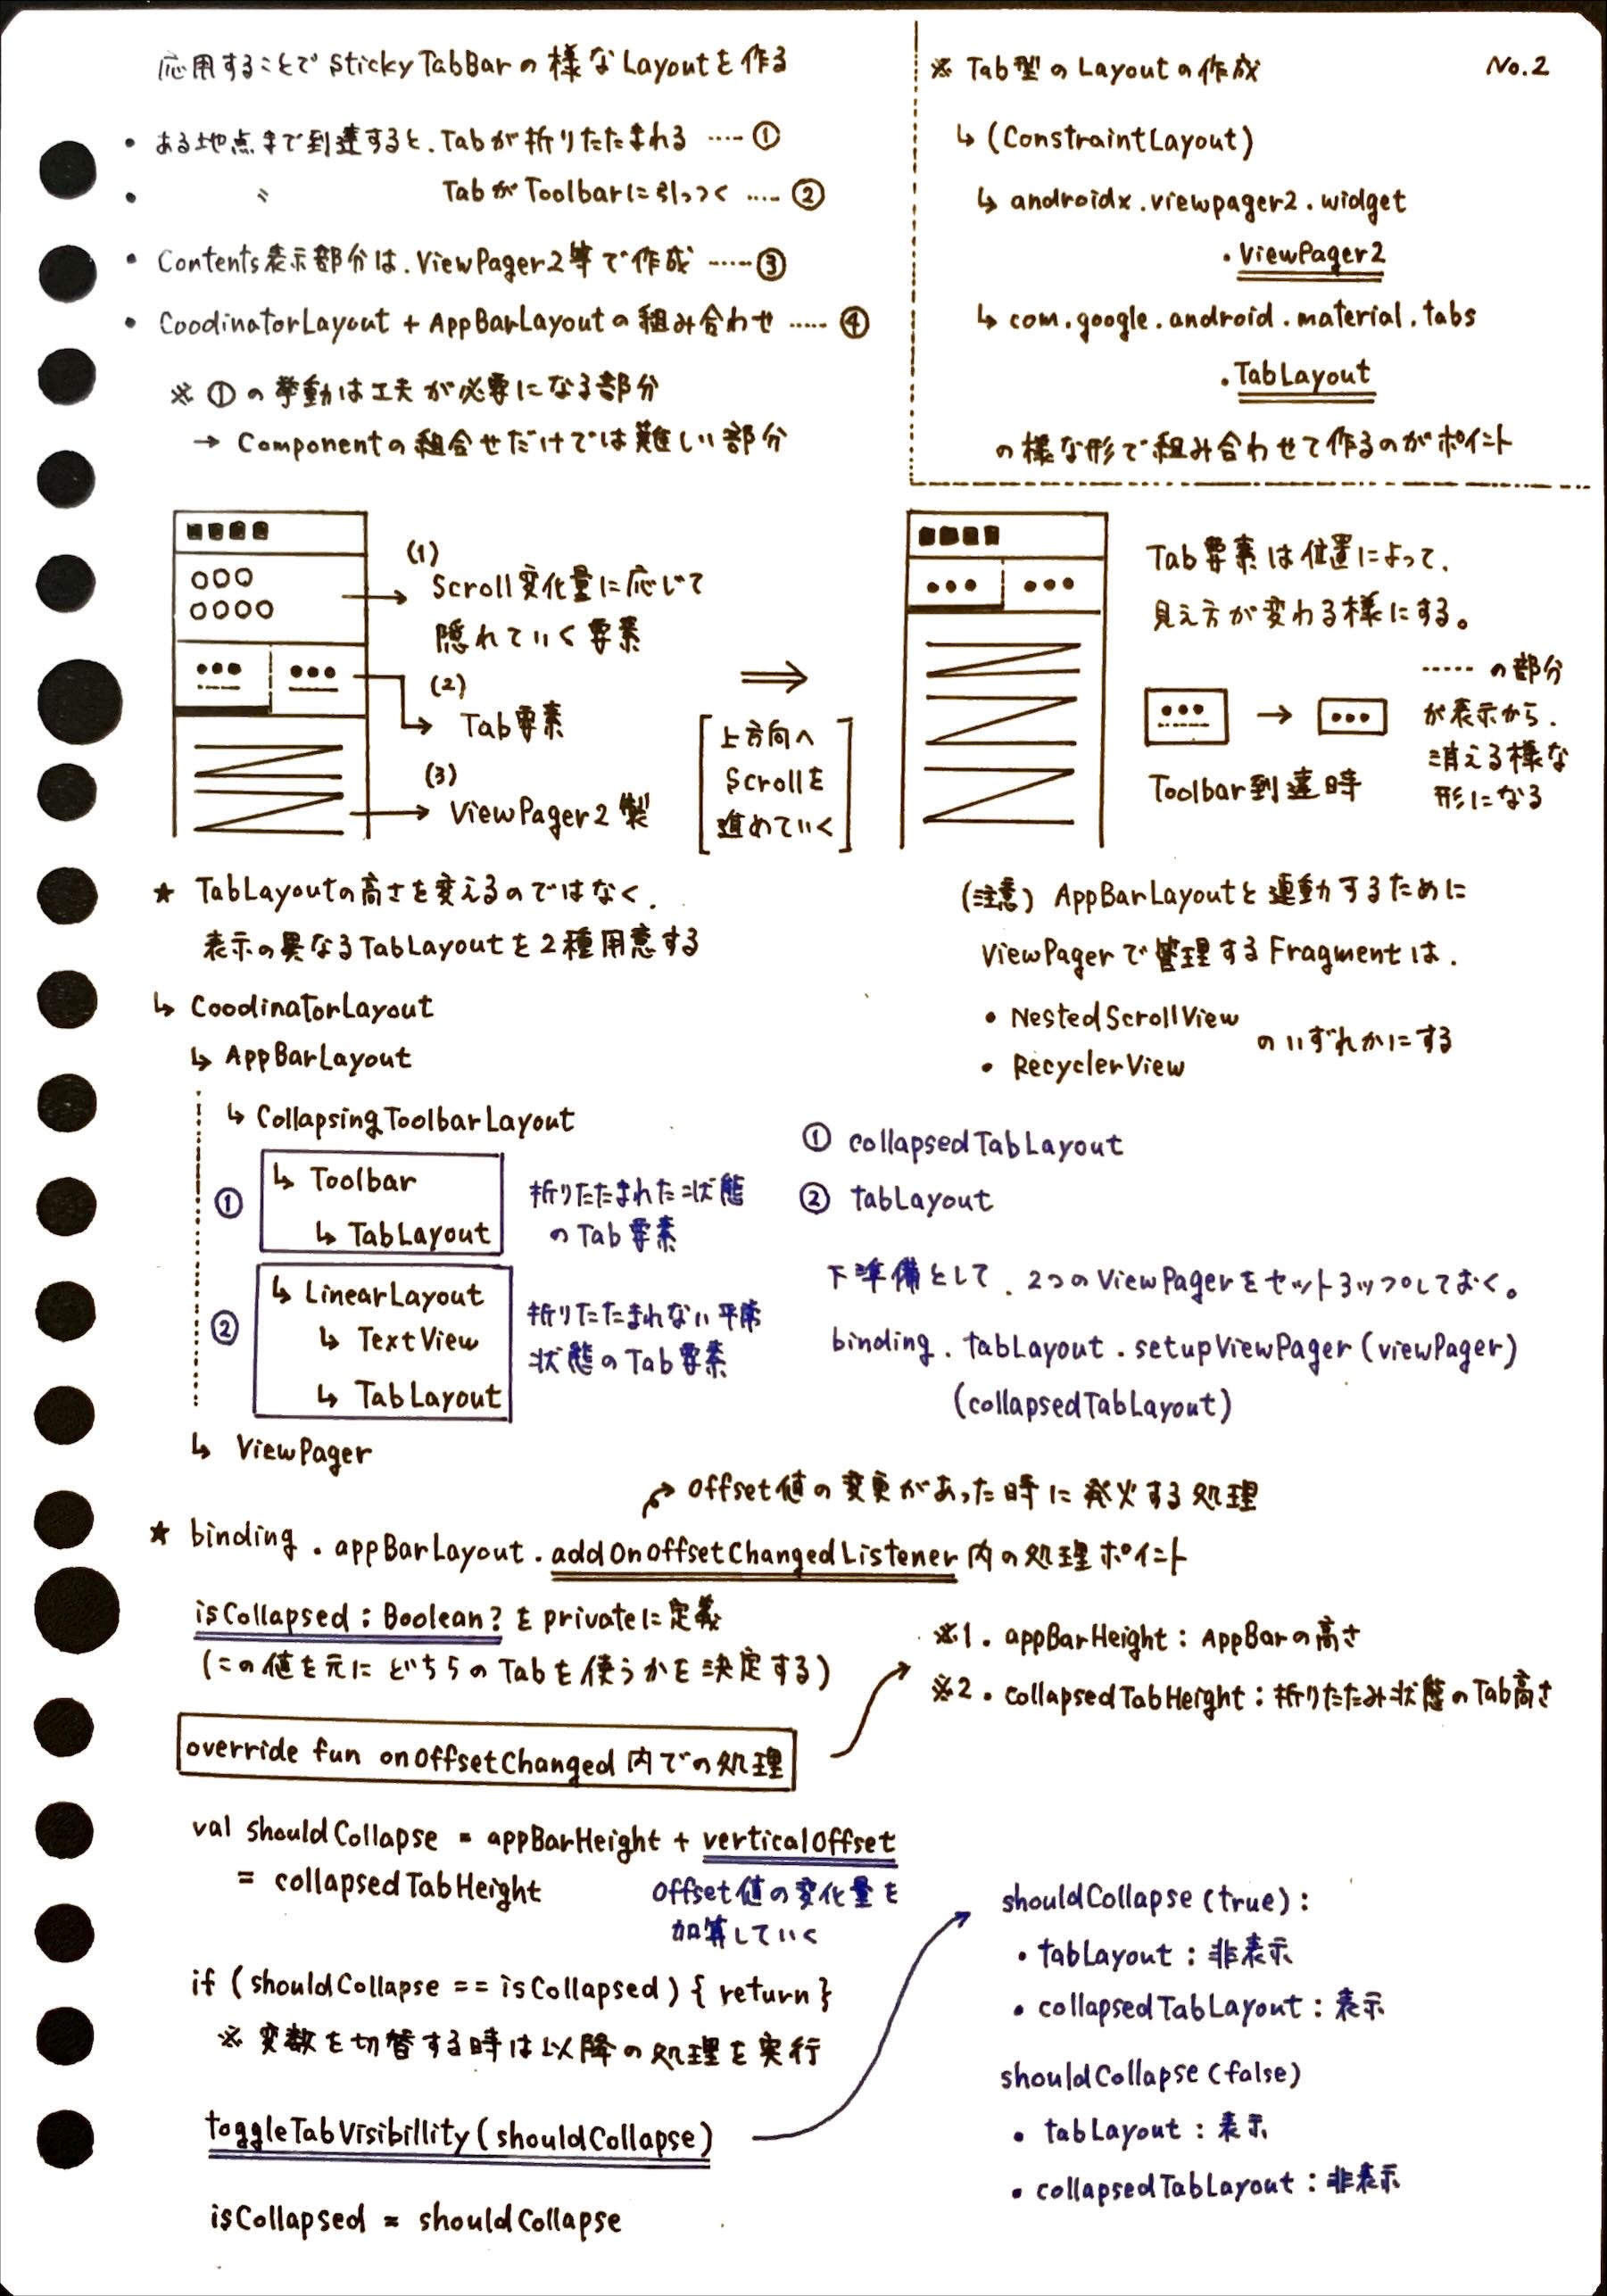 応用することで StickyTabBarの様なLayoutを作る
• ある地点まで到達すると、Tabが折りたたまれる ‥‥ ①
• 〃 TabがToolbarに引っつく ‥‥ ②
• Contents表示部分は、ViewPager2等で作成 ‥‥ ③
• CoodinatorLayout + AppBarLayoutの組み合わせ ‥‥ ④
※ ①の挙動は工夫が必要になる部分
→ Componentの組合せだけでは難しい部分
※ Tab型のLayoutの作成
No.2
↳ (ConstraintLayout)
↳ androidx.viewpager2.widget
.ViewPager2
↳ com.google.android.material.tabs
.TabLayout
の様な形で組み合わせて作るのがポイント
(1)
Scroll変化量に応じて
隠れていく要素
(2)
Tab要素
(3)
ViewPager2製
⇒
上方向へ
Scrollを
進めていく
Tab要素は位置によって、
見え方が変わる様にする。
‥‥ の部分
が表示から、
消える様な
形になる
Toolbar到達時
★ TabLayoutの高さを変えるのではなく、
表示の異なるTabLayoutを2種用意する
↳ CoodinatorLayout
↳ AppBarLayout
↳ CollapsingToolbarLayout
①
↳ Toolbar
↳ TabLayout
折りたたまれた状態
のTab要素
②
↳ LinearLayout
↳ TextView
↳ TabLayout
折りたたまれない平常
状態のTab要素
↳ ViewPager
(注意) AppBarLayoutと連動するために
ViewPagerで管理するFragmentは、
• NestedScrollView
• RecyclerView
のいずれかにする
① collapsedTabLayout
② tabLayout
下準備として、2つのViewPagerをセットアップしておく。
binding.tabLayout.setupViewPager(viewPager)
(collapsedTabLayout)
Offset値の変更があった時に発火する処理
★ binding.appBarLayout.addOnOffsetChangedListener内の処理ポイント
isCollapsed : Boolean? をprivateに定義
(この値を元にどちらのTabを使うかを決定する)
※1. appBarHeight : AppBarの高さ
※2. collapsedTabHeight : 折りたたみ状態のTab高さ
override fun onOffsetChanged 内での処理
val shouldCollapse = appBarHeight + verticalOffset
= collapsedTabHeight
Offset値の変化量を
加算していく
if (shouldCollapse == isCollapsed) { return }
※ 変数を切替する時は以降の処理を実行
toggleTabVisibillity(shouldCollapse)
isCollapsed = shouldCollapse
shouldCollapse (true) :
• tabLayout : 非表示
• collapsedTabLayout : 表示
shouldCollapse (false)
• tabLayout : 表示
• collapsedTabLayout : 非表示